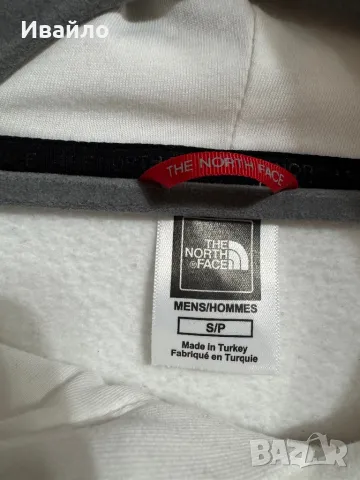 Ивайло
THE NORTH FACE
THE
NORTH
FACE
MENS/HOMMES
S/P
Made in Turkey
Fabriqué en Turquie
BAZAR